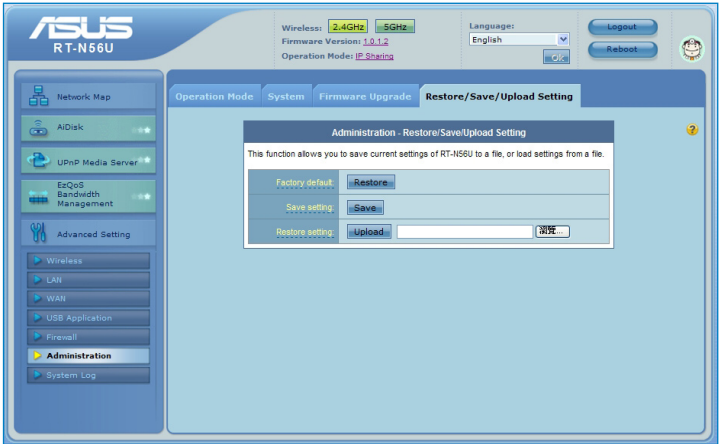 ASUS
RT-N56U
Wireless: 2.4GHz 5GHz
Firmware Version: 1.0.1.2
Operation Mode: IP Sharing
Language:
English
Ok
Logout
Reboot
Network Map
AiDisk
UPnP Media Server
EzQoS
Bandwidth
Management
Advanced Setting
Wireless
LAN
WAN
USB Application
Firewall
Administration
System Log
Operation Mode System Firmware Upgrade Restore/Save/Upload Setting
Administration - Restore/Save/Upload Setting
This function allows you to save current settings of RT-N56U to a file, or load settings from a file.
Factory default: Restore
Save setting: Save
Restore setting: Upload 瀏覽...
?